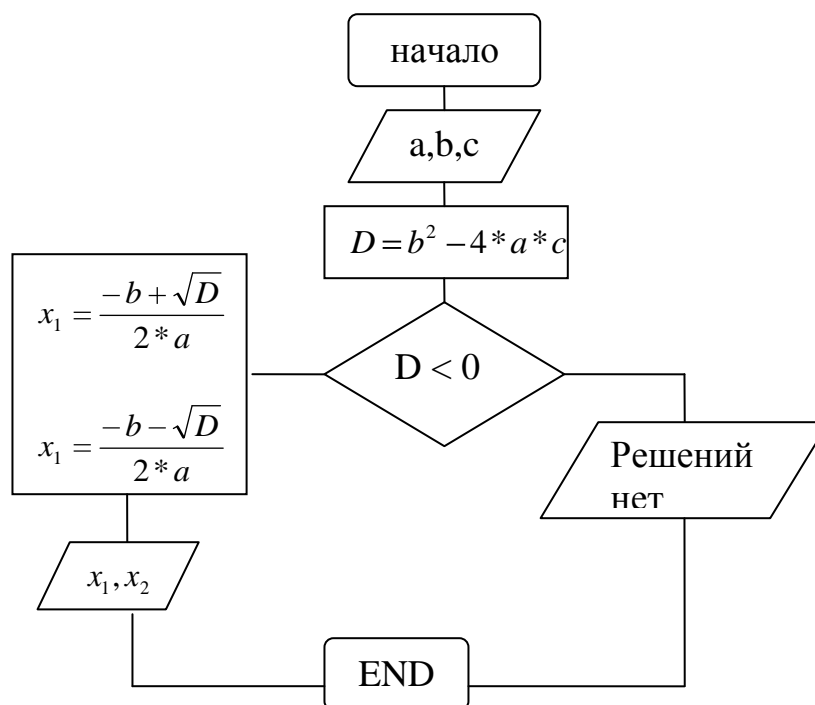 начало
a,b,c
D = b² − 4 * a * c
D < 0
x₁ = (−b + √D) / (2 * a)
x₁ = (−b − √D) / (2 * a)
Решений
нет
x₁, x₂
END